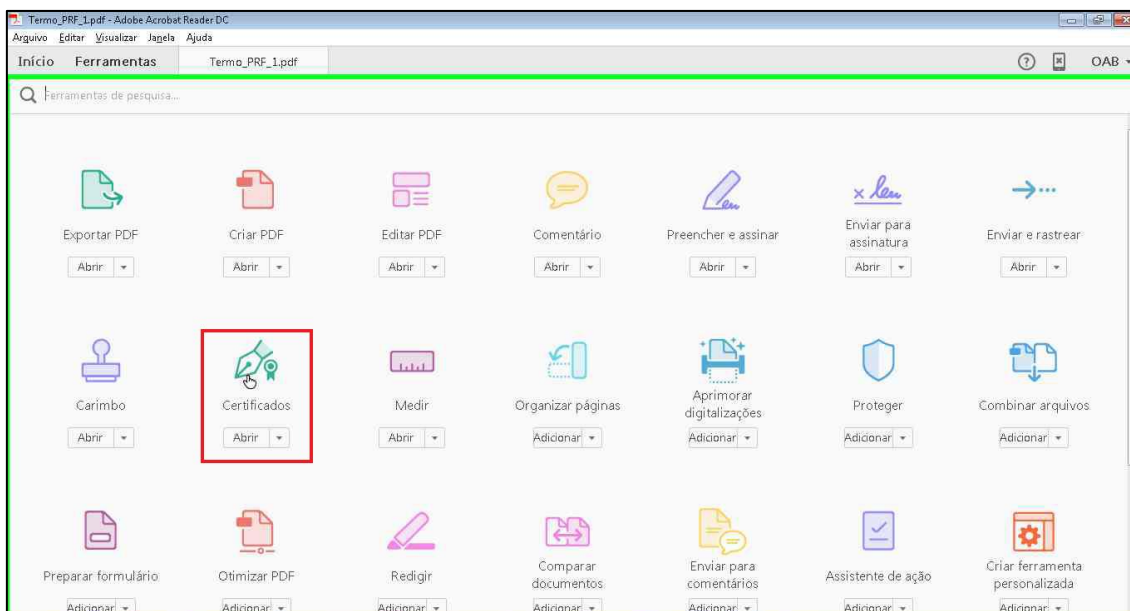 Termo_PRF_1.pdf - Adobe Acrobat Reader DC
Arquivo Editar Visualizar Janela Ajuda
Início Ferramentas Termo_PRF_1.pdf OAB
Ferramentas de pesquisa...
Exportar PDF Criar PDF Editar PDF Comentário Preencher e assinar Enviar para assinatura Enviar e rastrear
Abrir Abrir Abrir Abrir Abrir Abrir Abrir
Carimbo Certificados Medir Organizar páginas Aprimorar digitalizações Proteger Combinar arquivos
Abrir Abrir Abrir Adicionar Adicionar Adicionar Adicionar
Preparar formulário Otimizar PDF Redigir Comparar documentos Enviar para comentários Assistente de ação Criar ferramenta personalizada
Adicionar Adicionar Adicionar Adicionar Adicionar Adicionar Adicionar